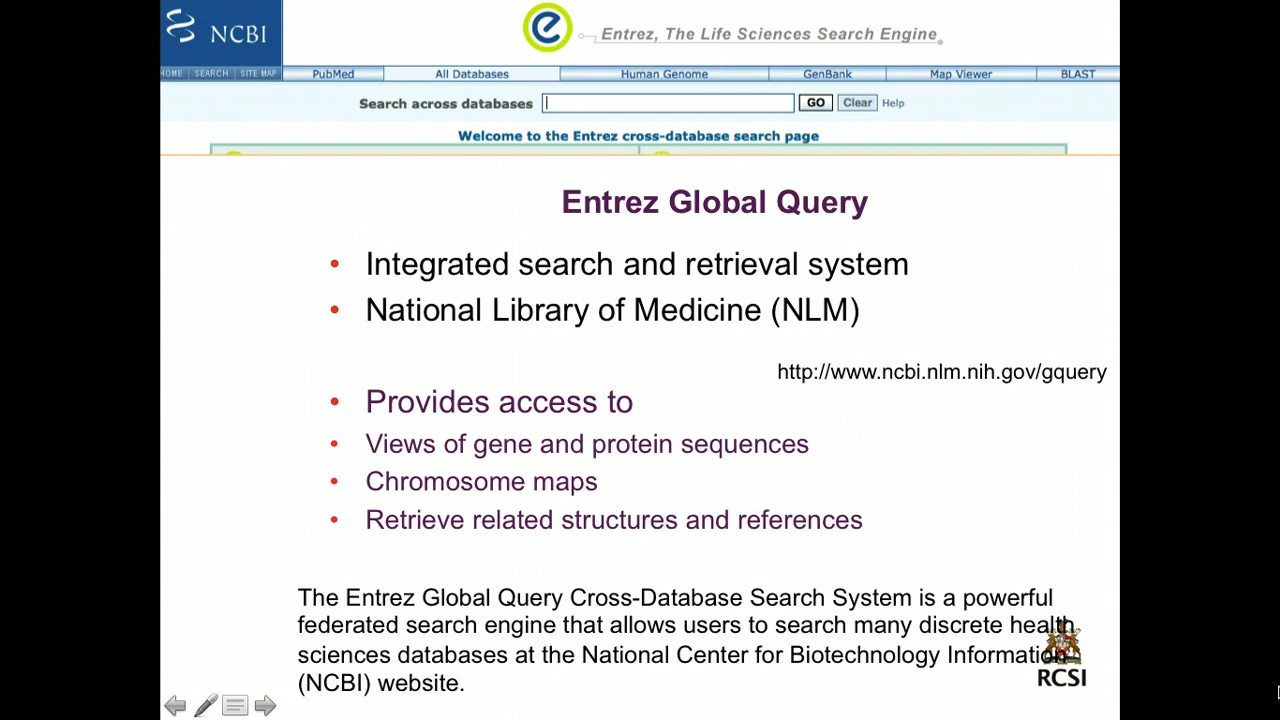 NCBI
Entrez, The Life Sciences Search Engine
HOME SEARCH SITE MAP PubMed All Databases Human Genome GenBank Map Viewer BLAST
Search across databases GO Clear Help
Welcome to the Entrez cross-database search page
Entrez Global Query
• Integrated search and retrieval system
• National Library of Medicine (NLM)
http://www.ncbi.nlm.nih.gov/gquery
• Provides access to
• Views of gene and protein sequences
• Chromosome maps
• Retrieve related structures and references
The Entrez Global Query Cross-Database Search System is a powerful
federated search engine that allows users to search many discrete health
sciences databases at the National Center for Biotechnology Information
(NCBI) website.
RCSI